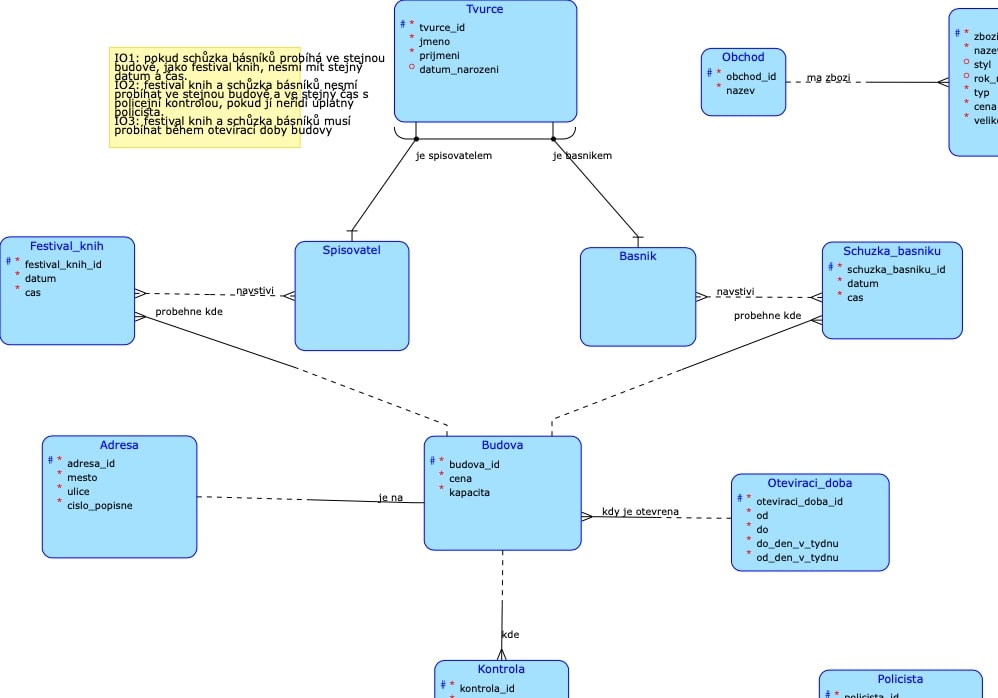 Tvurce
# * tvurce_id
* jmeno
* prijmeni
o datum_narozeni
IO1: pokud schůzka básníků probíhá ve stejnou
budově, jako festival knih, nesmí mít stejný
datum a čas.
IO2: festival knih a schůzka básníků nesmí
probíhat ve stejnou budově a ve stejný čas s
policejní kontrolou, pokud jí neřídí úplatný
policista.
IO3: festival knih a schůzka básníků musí
probíhat během otevírací doby budovy
Obchod
# * obchod_id
* nazev
ma zbozi
# *
* 
o styl
* typ
* cena
je spisovatelem
je basnikem
Festival_knih
# * festival_knih_id
* datum
* cas
navstivi
Spisovatel
Basnik
navstivi
Schuzka_basniku
# * schuzka_basniku_id
* datum
* cas
probehne kde
probehne kde
Adresa
# * adresa_id
* mesto
* ulice
* cislo_popisne
je na
Budova
# * budova_id
* cena
* kapacita
kdy je otevrena
Oteviraci_doba
# * oteviraci_doba_id
* od
* do
* do_den_v_tydnu
* od_den_v_tydnu
kde
Kontrola
# * kontrola_id
Policista
# * policista_id